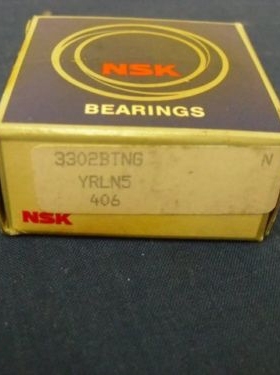 NSK
BEARINGS
3302BTNG N
YRLN5
406
NSK